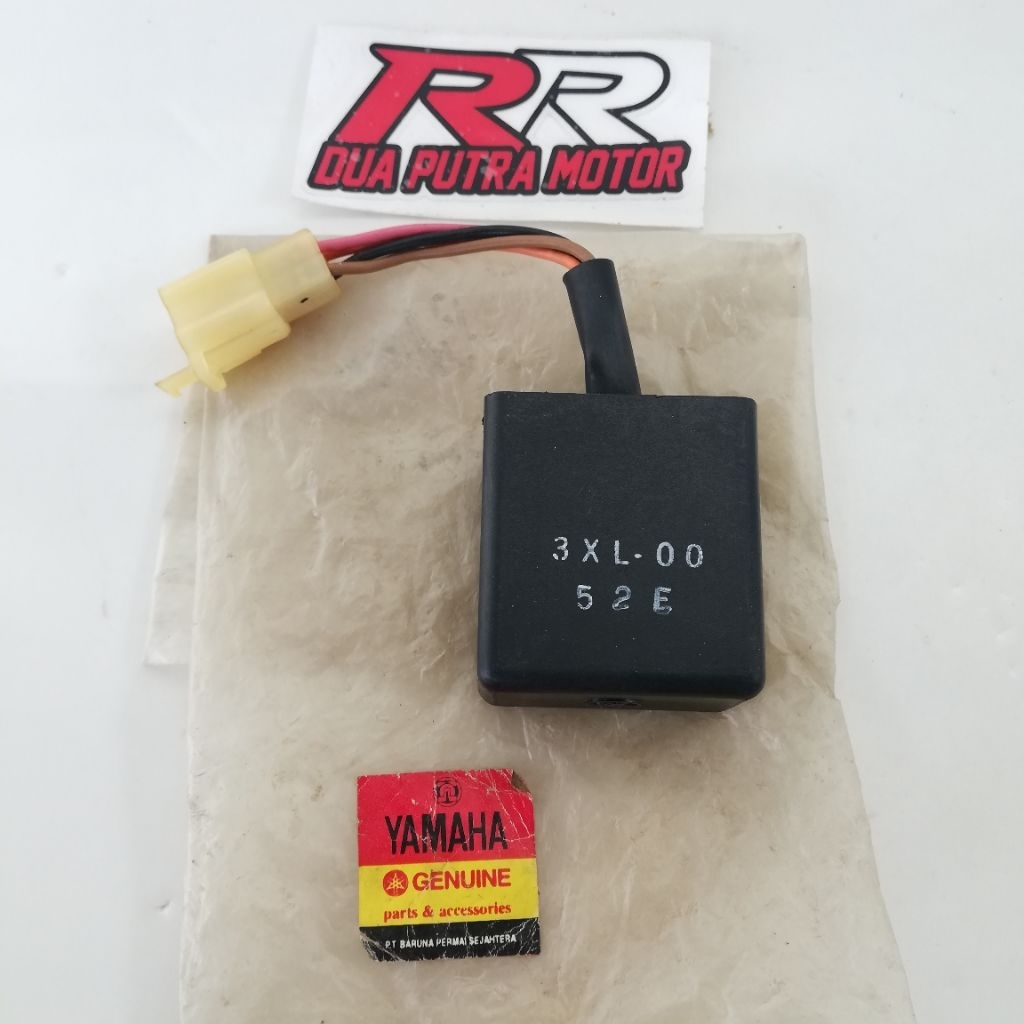 RR
DUA PUTRA MOTOR
3XL-00
52E
YAMAHA
GENUINE
parts & accessories
PT BARUNA PERMAI SEJAHTERA